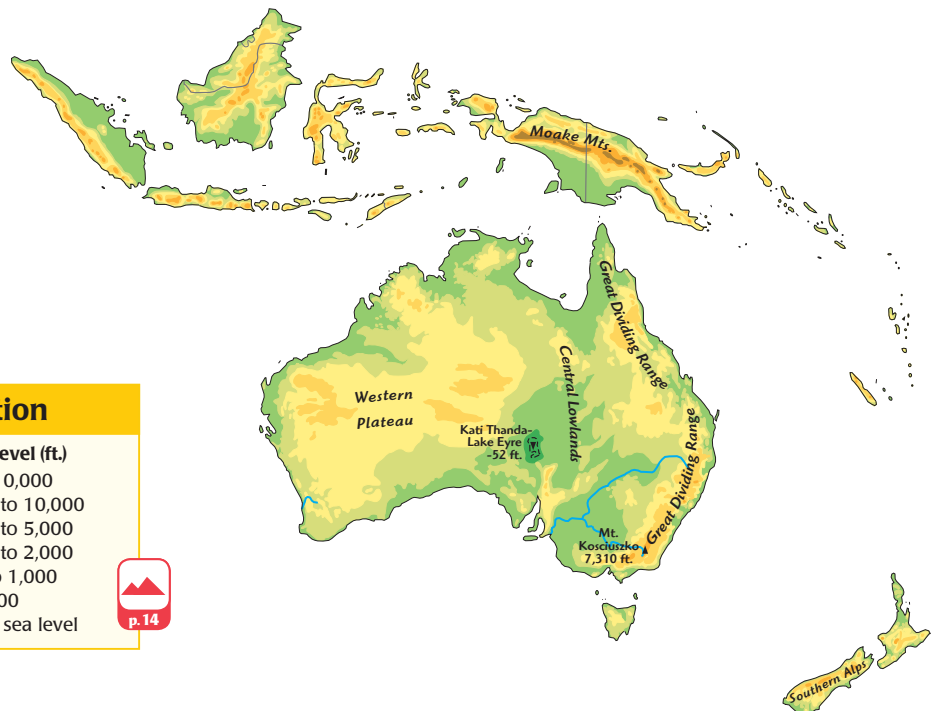 Moake Mts.
Great Dividing Range
Central Lowlands
Western
Plateau
Kati Thanda-
Lake Eyre
-52 ft.
Great Dividing Range
Mt.
Kosciuszko
7,310 ft.
Southern Alps
tion
evel (ft.)
0,000
to 10,000
to 5,000
to 2,000
1,000
00
sea level
p. 14